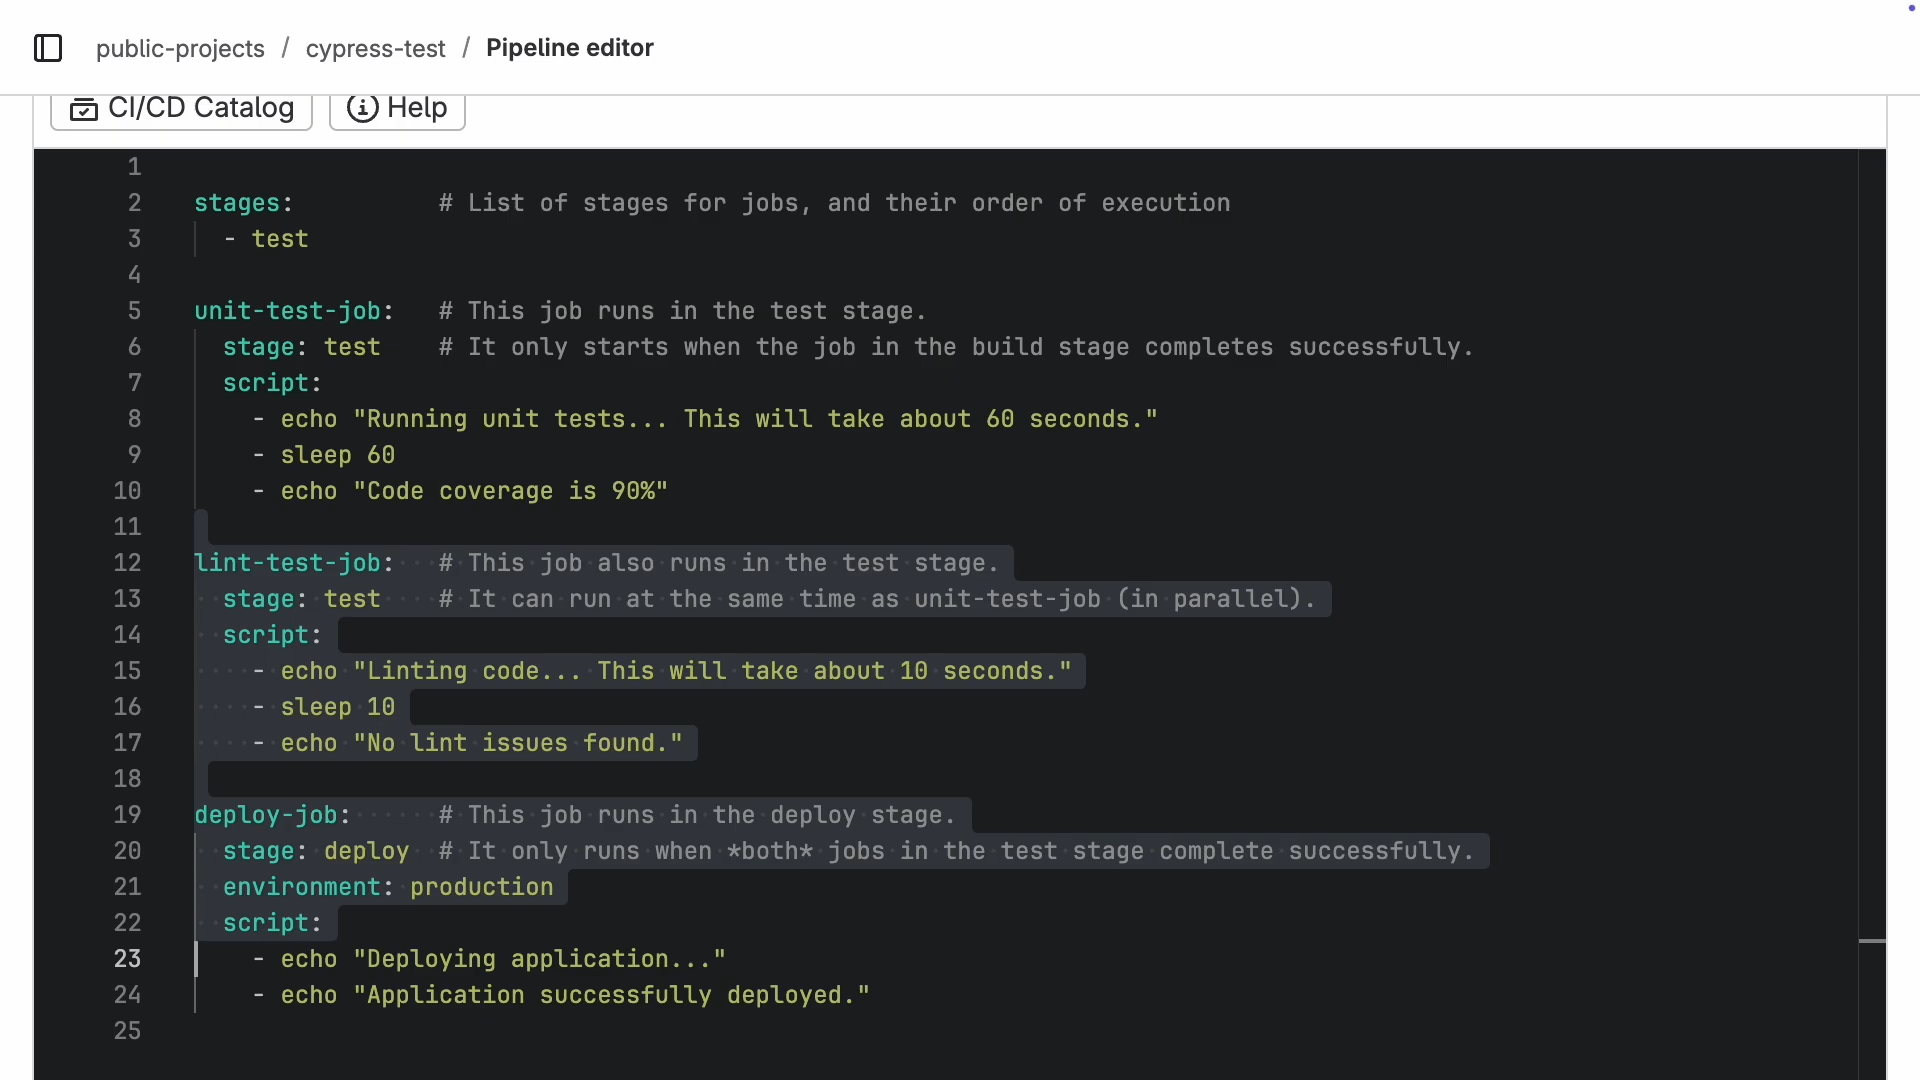 public-projects / cypress-test / Pipeline editor
CI/CD Catalog Help
1
2 stages: # List of stages for jobs, and their order of execution
3 - test
4
5 unit-test-job: # This job runs in the test stage.
6 stage: test # It only starts when the job in the build stage completes successfully.
7 script:
8 - echo "Running unit tests... This will take about 60 seconds."
9 - sleep 60
10 - echo "Code coverage is 90%"
11
12 lint-test-job: # This job also runs in the test stage.
13 stage: test # It can run at the same time as unit-test-job (in parallel).
14 script:
15 - echo "Linting code... This will take about 10 seconds."
16 - sleep 10
17 - echo "No lint issues found."
18
19 deploy-job: # This job runs in the deploy stage.
20 stage: deploy # It only runs when *both* jobs in the test stage complete successfully.
21 environment: production
22 script:
23 - echo "Deploying application..."
24 - echo "Application successfully deployed."
25